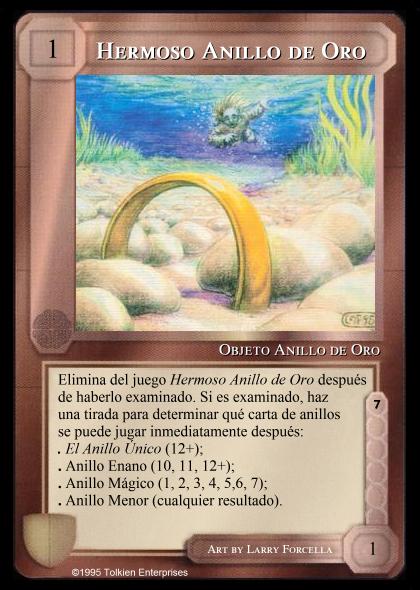 1
Hermoso Anillo de Oro
Objeto Anillo de Oro
Elimina del juego Hermoso Anillo de Oro después
de haberlo examinado. Si es examinado, haz
una tirada para determinar qué carta de anillos
se puede jugar inmediatamente después:
. El Anillo Único (12+);
. Anillo Enano (10, 11, 12+);
. Anillo Mágico (1, 2, 3, 4, 5,6, 7);
. Anillo Menor (cualquier resultado).
7
Art by Larry Forcella
1
©1995 Tolkien Enterprises